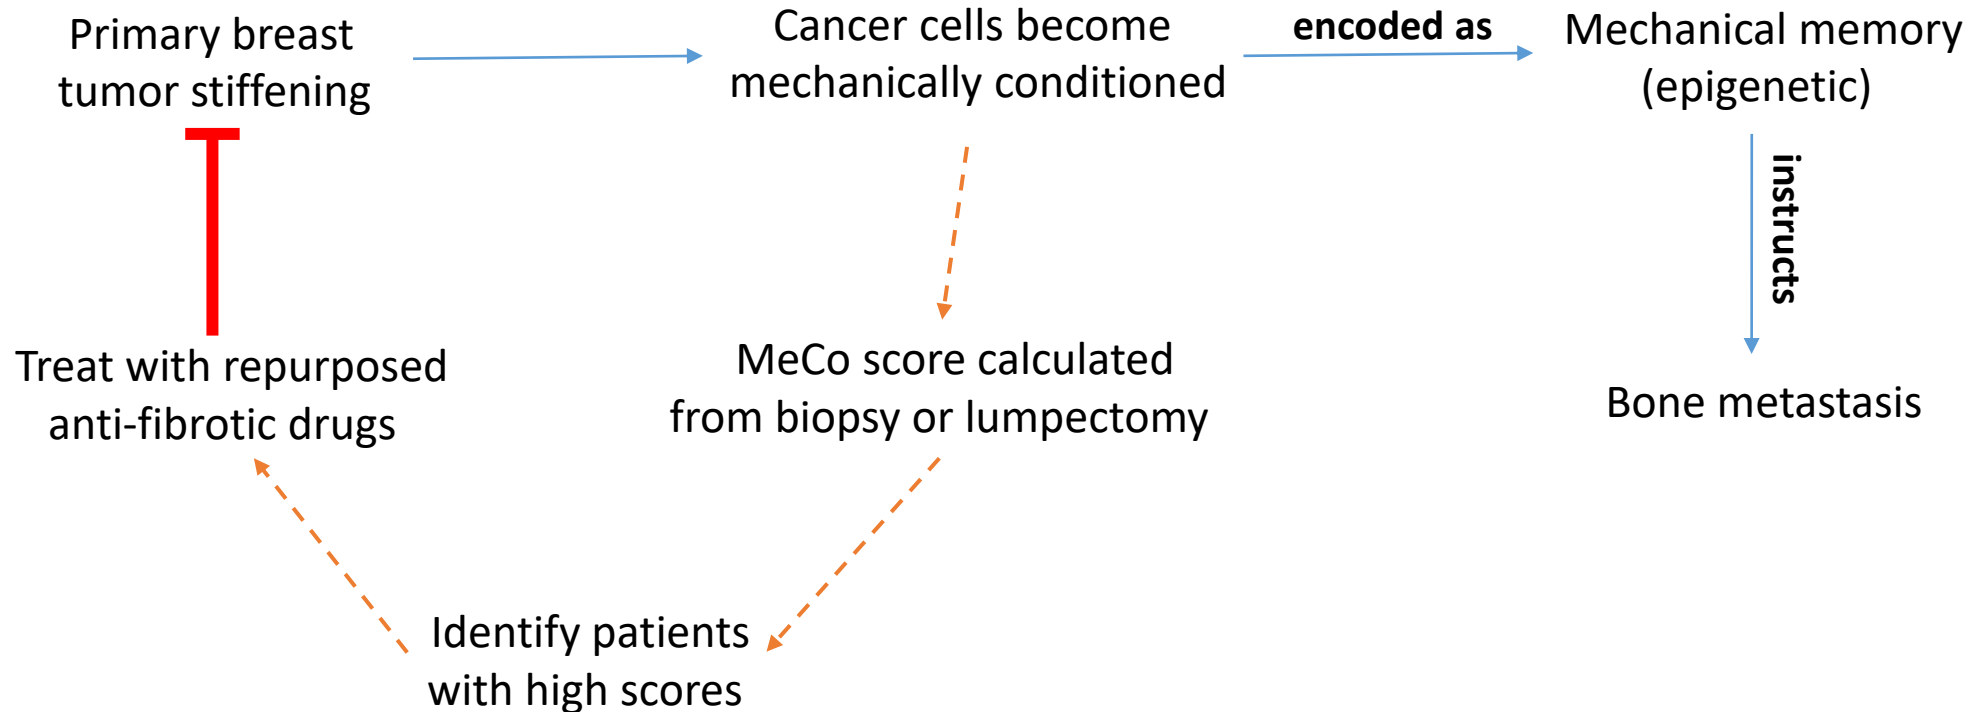 Primary breast
tumor stiffening
Cancer cells become
mechanically conditioned
encoded as
Mechanical memory
(epigenetic)
instructs
Bone metastasis
MeCo score calculated
from biopsy or lumpectomy
Identify patients
with high scores
Treat with repurposed
anti-fibrotic drugs